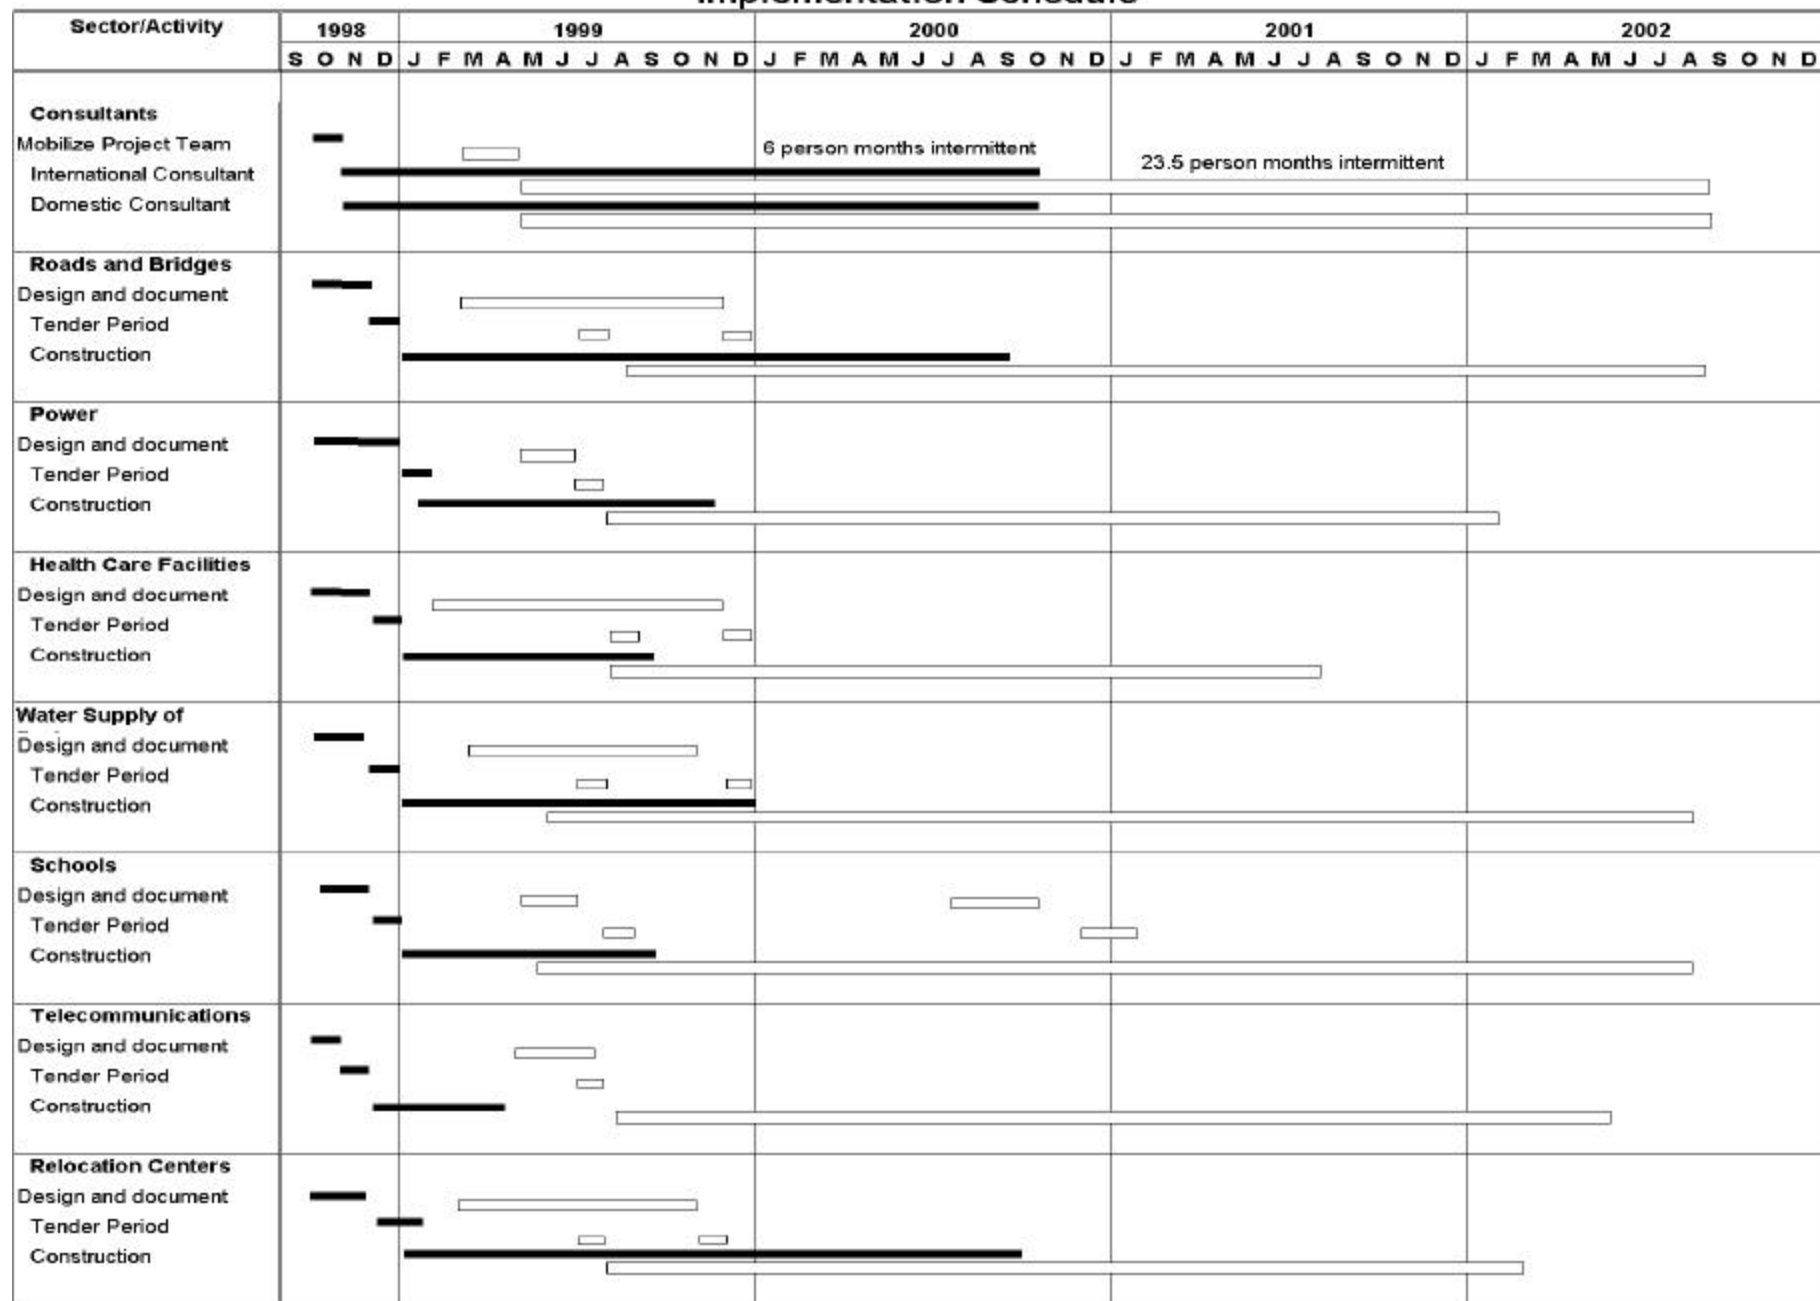 Implementation Schedule
Sector/Activity 1998 1999 2000 2001 2002
S O N D J F M A M J J A S O N D J F M A M J J A S O N D J F M A M J J A S O N D J F M A M J J A S O N D
Consultants
Mobilize Project Team
6 person months intermittent
23.5 person months intermittent
International Consultant
Domestic Consultant
Roads and Bridges
Design and document
Tender Period
Construction
Power
Design and document
Tender Period
Construction
Health Care Facilities
Design and document
Tender Period
Construction
Water Supply of
Design and document
Tender Period
Construction
Schools
Design and document
Tender Period
Construction
Telecommunications
Design and document
Tender Period
Construction
Relocation Centers
Design and document
Tender Period
Construction